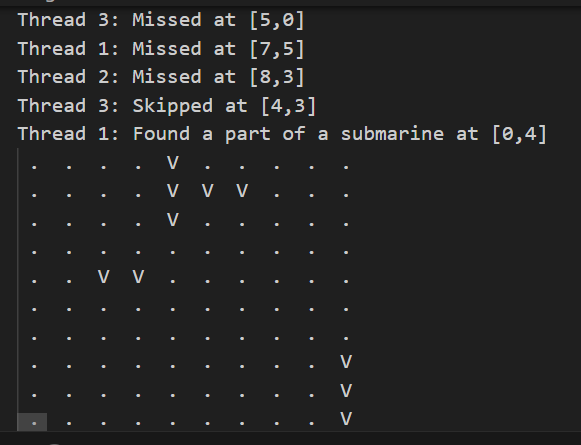 Thread 3: Missed at [5,0]
Thread 1: Missed at [7,5]
Thread 2: Missed at [8,3]
Thread 3: Skipped at [4,3]
Thread 1: Found a part of a submarine at [0,4]
. . . . V . . . . .
. . . . V V V . . .
. . . . V . . . . .
. . . . . . . . . .
. . V V . . . . . .
. . . . . . . . . .
. . . . . . . . . .
. . . . . . . . . V
. . . . . . . . . V
. . . . . . . . . V